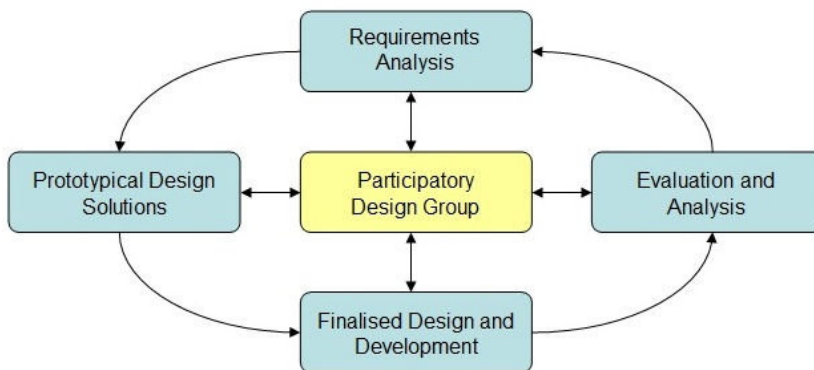 Requirements
Analysis
Prototypical Design
Solutions
Participatory
Design Group
Evaluation and
Analysis
Finalised Design and
Development